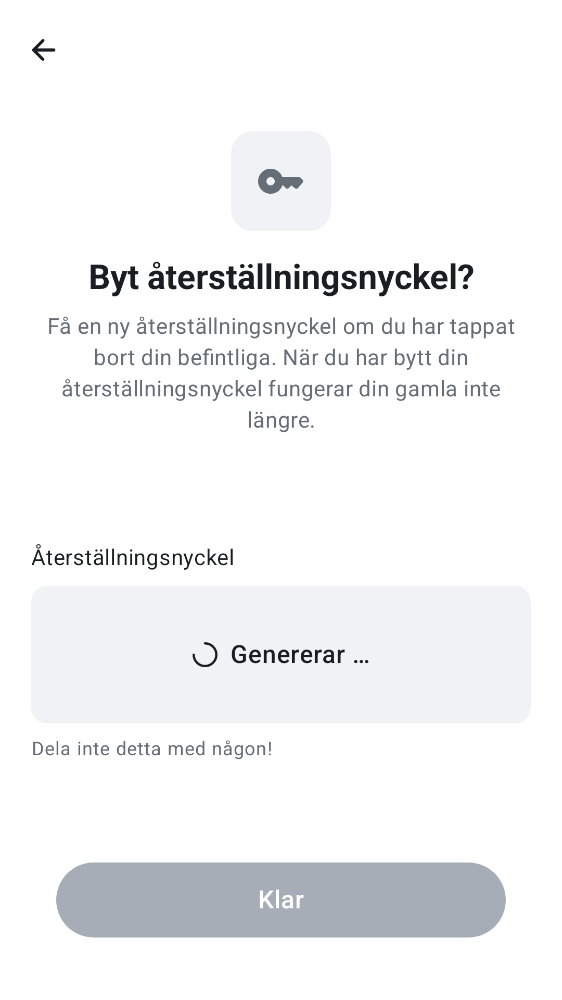 Byt återställningsnyckel?
Få en ny återställningsnyckel om du har tappat
bort din befintliga. När du har bytt din
återställningsnyckel fungerar din gamla inte
längre.
Återställningsnyckel
Genererar …
Dela inte detta med någon!
Klar